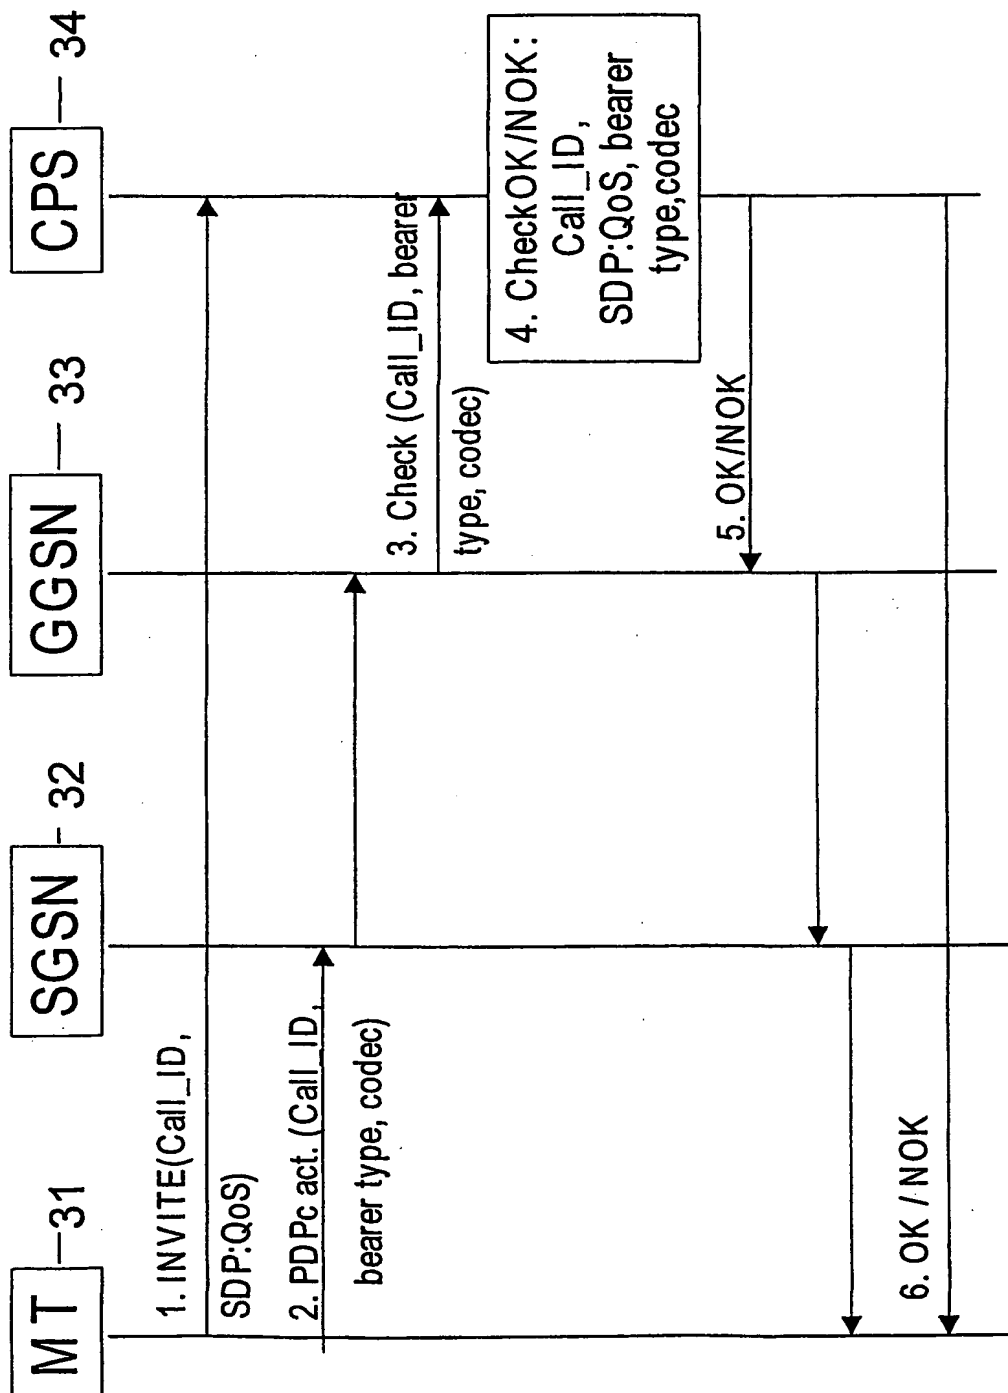 MT
31
SGSN
32
GGSN
33
CPS
34
1. INVITE(Call_ID,
SDP:QoS)
2. PDPc act. (Call_ID,
bearer type, codec)
3. Check (Call_ID, bearer
type, codec)
4. CheckOK/NOK:
Call_ID,
SDP:QoS, bearer
type,codec
5. OK/NOK
6. OK / NOK